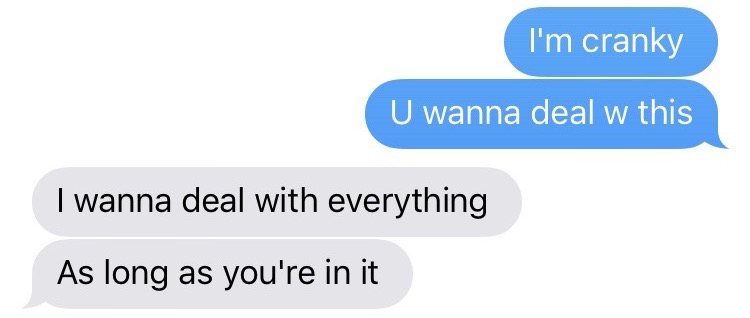 I'm cranky
U wanna deal w this
I wanna deal with everything
As long as you're in it